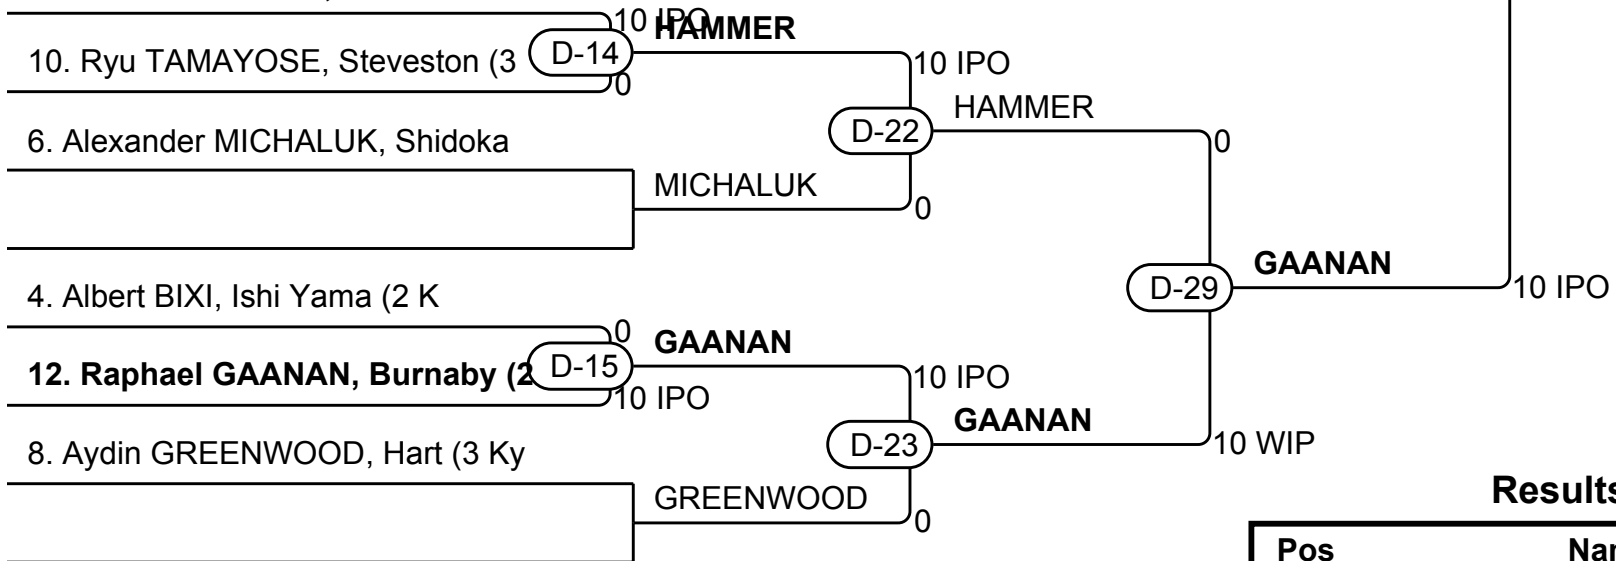 10 IPO
HAMMER
10. Ryu TAMAYOSE, Steveston (3
D-14
0
10 IPO
HAMMER
6. Alexander MICHALUK, Shidoka
D-22
0
MICHALUK
0
GAANAN
4. Albert BIXI, Ishi Yama (2 K
D-29
10 IPO
0
GAANAN
12. Raphael GAANAN, Burnaby (2
D-15
10 IPO
10 IPO
GAANAN
8. Aydin GREENWOOD, Hart (3 Ky
D-23
10 WIP
GREENWOOD
0
Results
Pos